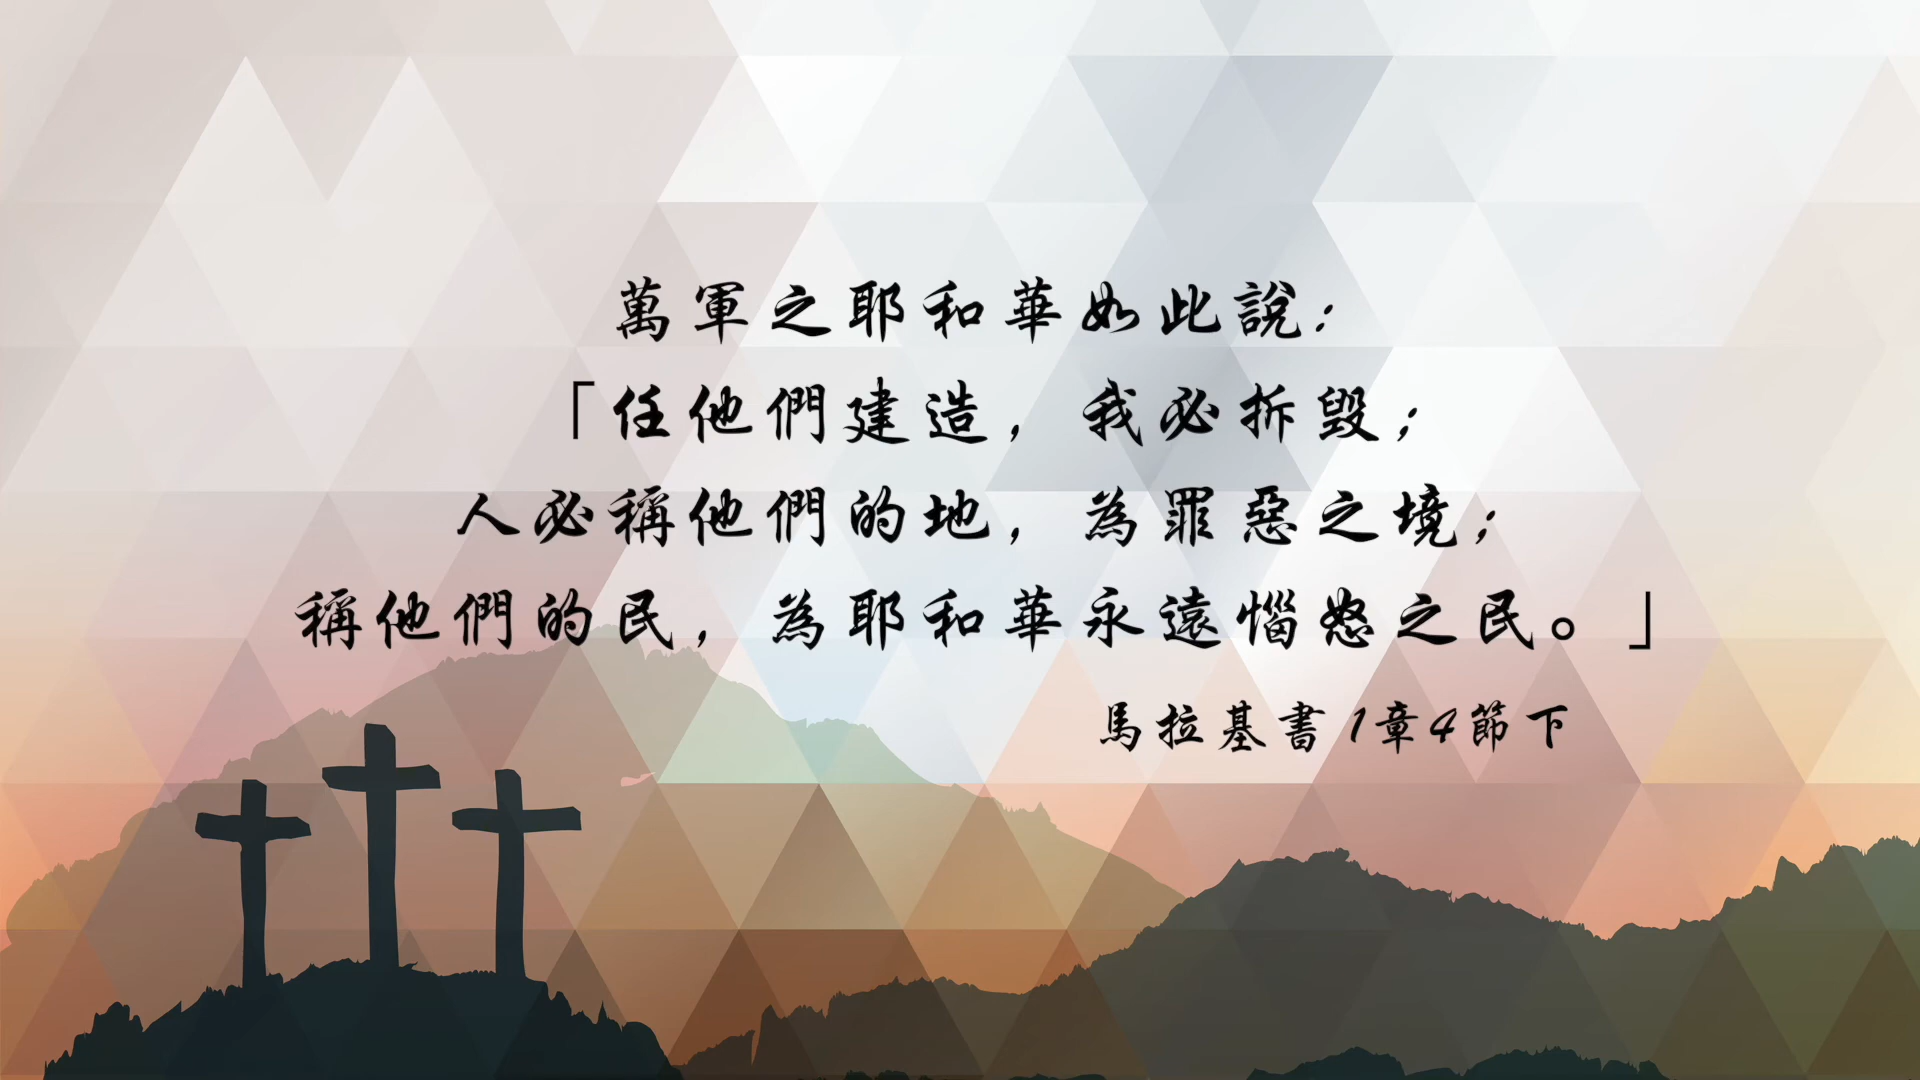 萬軍之耶和華如此說：
「任他們建造，我必拆毀；
人必稱他們的地，為罪惡之境；
稱他們的民，為耶和華永遠惱怒之民。」
馬拉基書 1章4節下